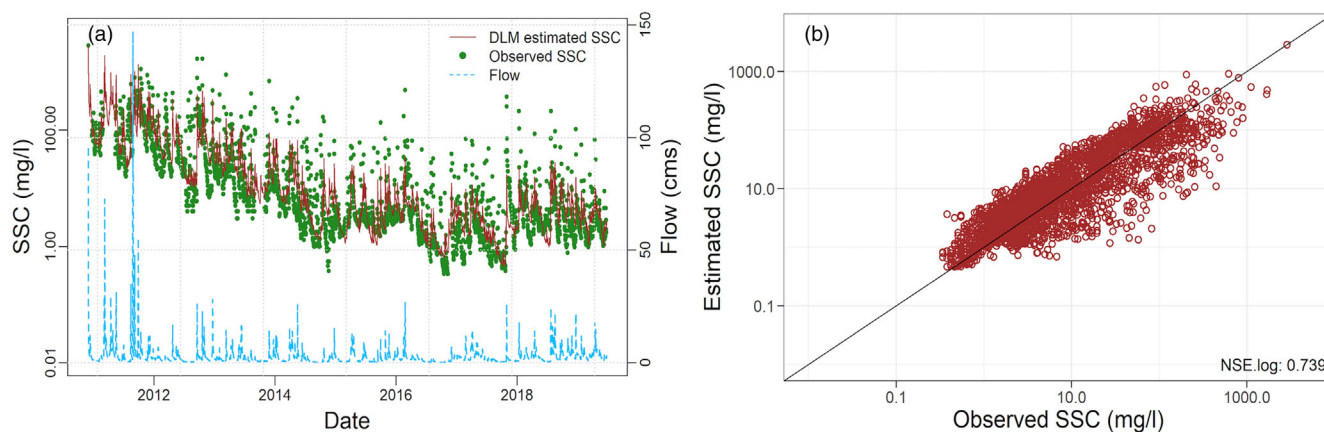 (a)
DLM estimated SSC
Observed SSC
Flow
SSC (mg/l)
100.00
1.00
0.01
150
100
50
0
Flow (cms)
2012
2014
2016
2018
Date
(b)
Estimated SSC (mg/l)
1000.0
10.0
0.1
NSE.log: 0.739
0.1
10.0
1000.0
Observed SSC (mg/l)